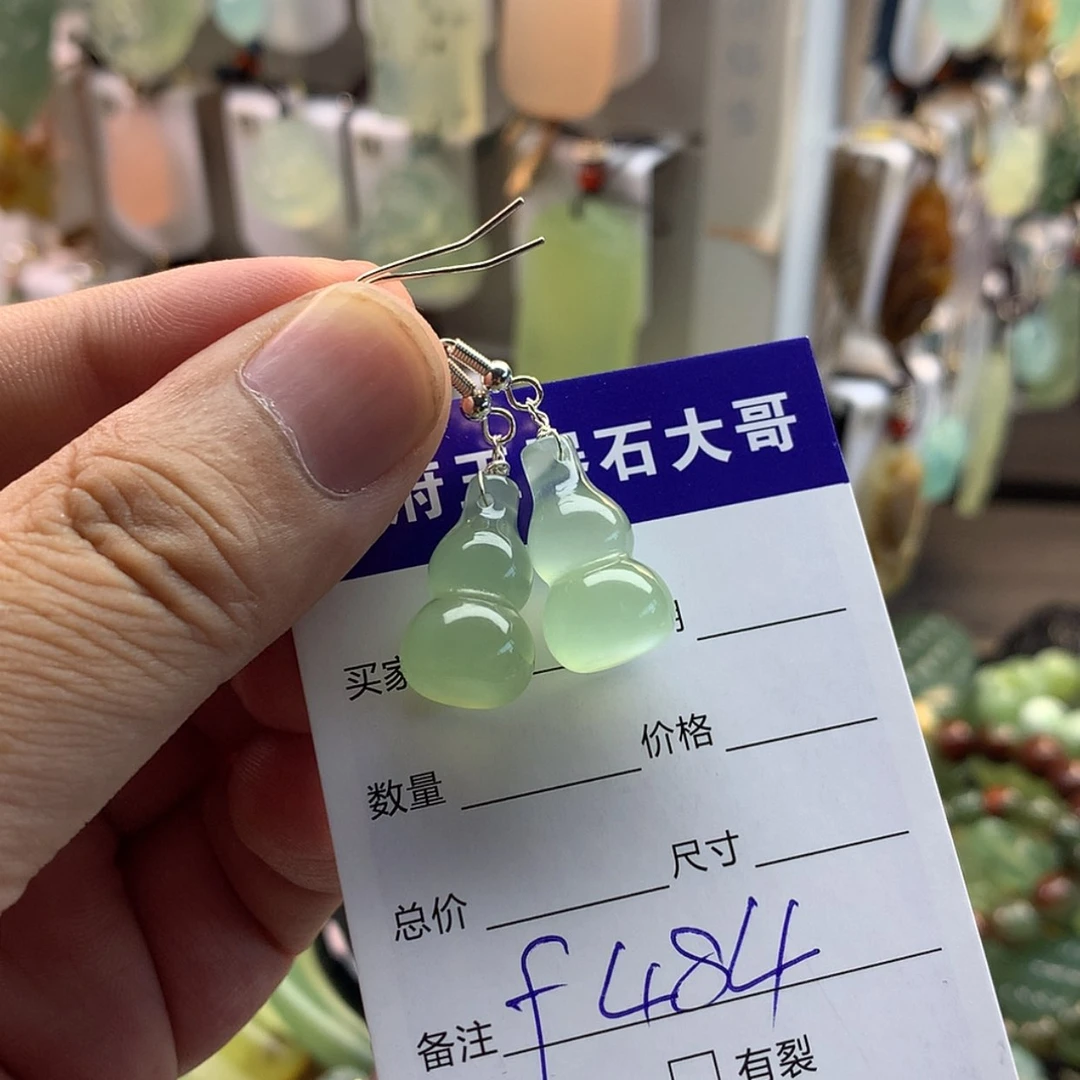 石大哥
买家
数量 价格
总价 尺寸
备注 f484
有裂